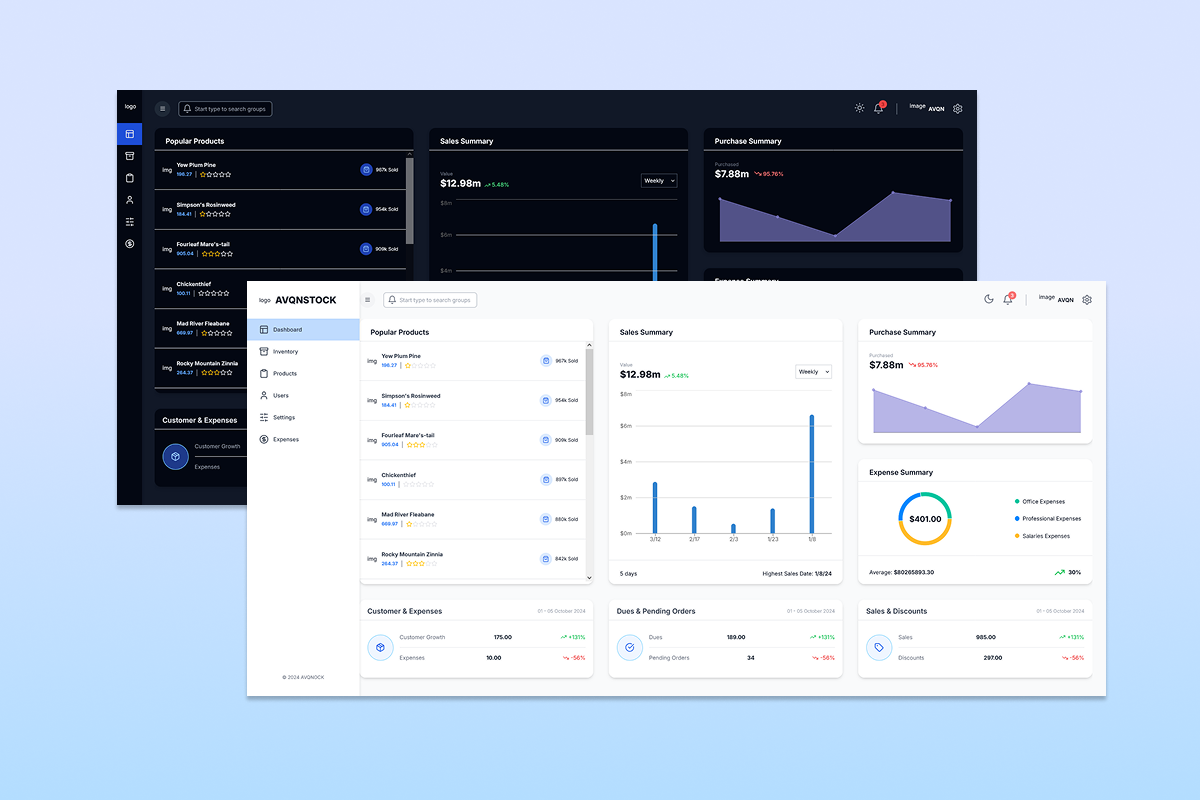 logo
Start type to search groups
2
image
AVQN
Popular Products
img
Yew Plum Pine
196.27
967k Sold
img
Simpson's Rosinweed
184.41
954k Sold
img
Fourleaf Mare's-tail
905.04
909k Sold
img
Chickenthief
100.11
img
Mad River Fleabane
669.97
img
Rocky Mountain Zinnia
264.37
Customer & Expenses
Customer Growth
Expenses
Sales Summary
Value
$12.98m
5.48%
Weekly
$8m
$6m
$4m
Purchase Summary
Purchased
$7.88m
95.76%
logo
AVQNSTOCK
Dashboard
Inventory
Products
Users
Settings
Expenses
© 2024 AVQNOCK
Start type to search groups
image
AVQN
Popular Products
img
Yew Plum Pine
196.27
967k Sold
img
Simpson's Rosinweed
184.41
954k Sold
img
Fourleaf Mare's-tail
905.04
909k Sold
img
Chickenthief
100.11
897k Sold
img
Mad River Fleabane
669.97
880k Sold
img
Rocky Mountain Zinnia
264.37
842k Sold
Sales Summary
Value
$12.98m
5.48%
Weekly
$8m
$6m
$4m
$2m
$0m
3/12
2/17
2/3
1/23
1/8
5 days
Highest Sales Date: 1/8/24
Purchase Summary
Purchased
$7.88m
95.76%
Expense Summary
$401.00
Office Expenses
Professional Expenses
Salaries Expenses
Average: $80265893.30
30%
Customer & Expenses
01 - 05 October 2024
Customer Growth
175.00
+131%
Expenses
10.00
-56%
Dues & Pending Orders
01 - 05 October 2024
Dues
189.00
+131%
Pending Orders
34
-56%
Sales & Discounts
01 - 05 October 2024
Sales
985.00
+131%
Discounts
297.00
-56%